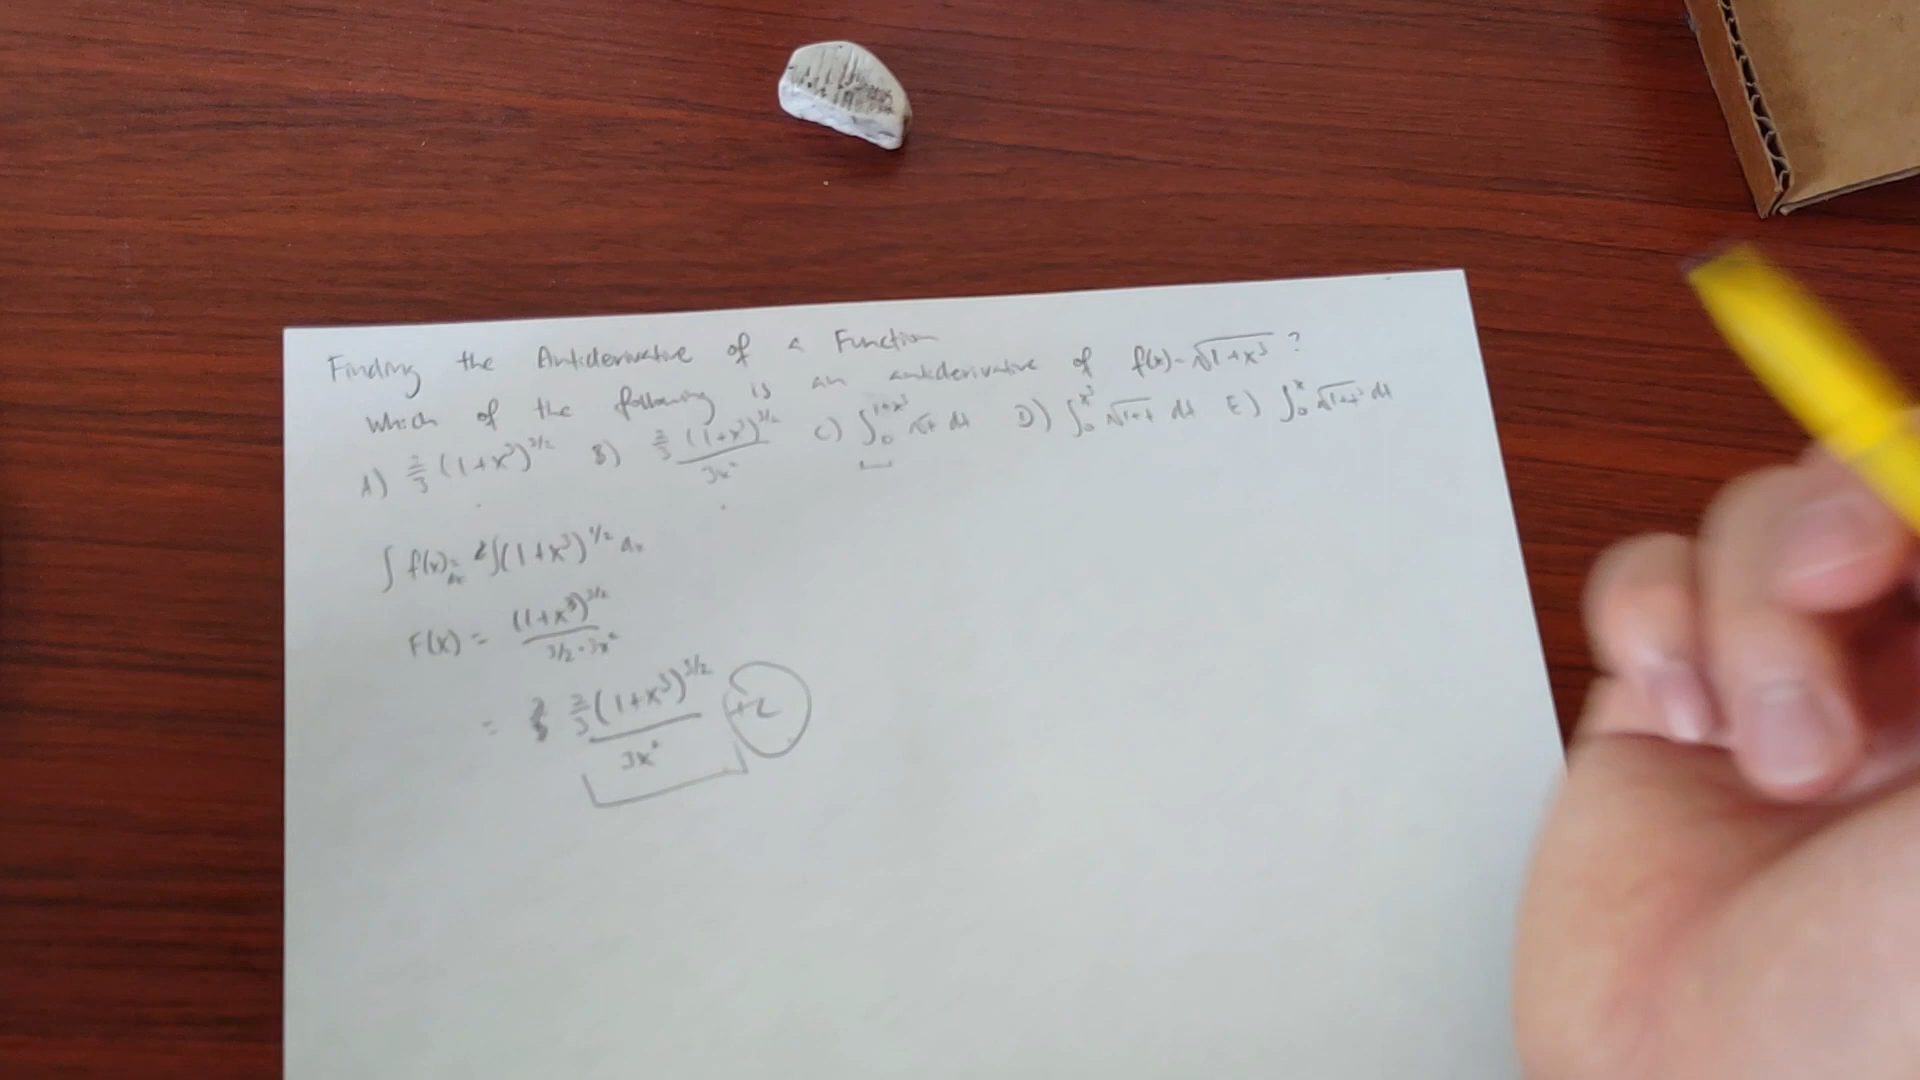 Finding the Antiderivative of a Function
Which of the following is an antiderivative of f(x)=√(1+x³) ?
A) 2/3 (1+x³)^3/2 B) 2/3 (1+x³)^3/2 / 3x² C) ∫₀^1+x³ √t dt D) ∫₀^x³ √(1+t) dt E) ∫₀^x √(1+t³) dt
∫ f(x) dx = ∫(1+x³)^1/2 dx
F(x) = (1+x³)^3/2 / 3/2·3x²
= 2/3 (1+x³)^3/2 / 3x² +C